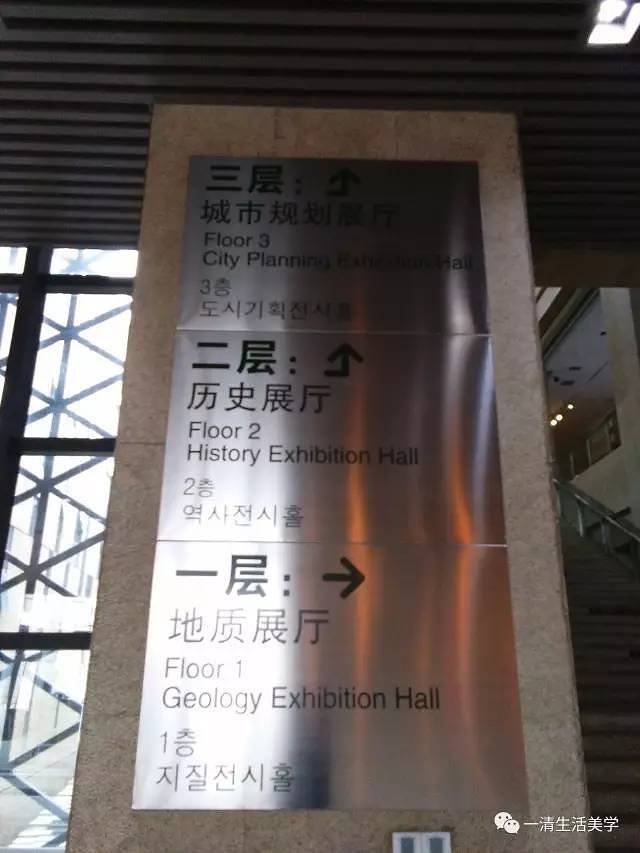 三层：↰
城市规划展厅
Floor 3
City Planning Exhibition Hall
3층
도시기획전시홀
二层：↰
历史展厅
Floor 2
History Exhibition Hall
2층
역사전시홀
一层：→
地质展厅
Floor 1
Geology Exhibition Hall
1층
지질전시홀
一清生活美学